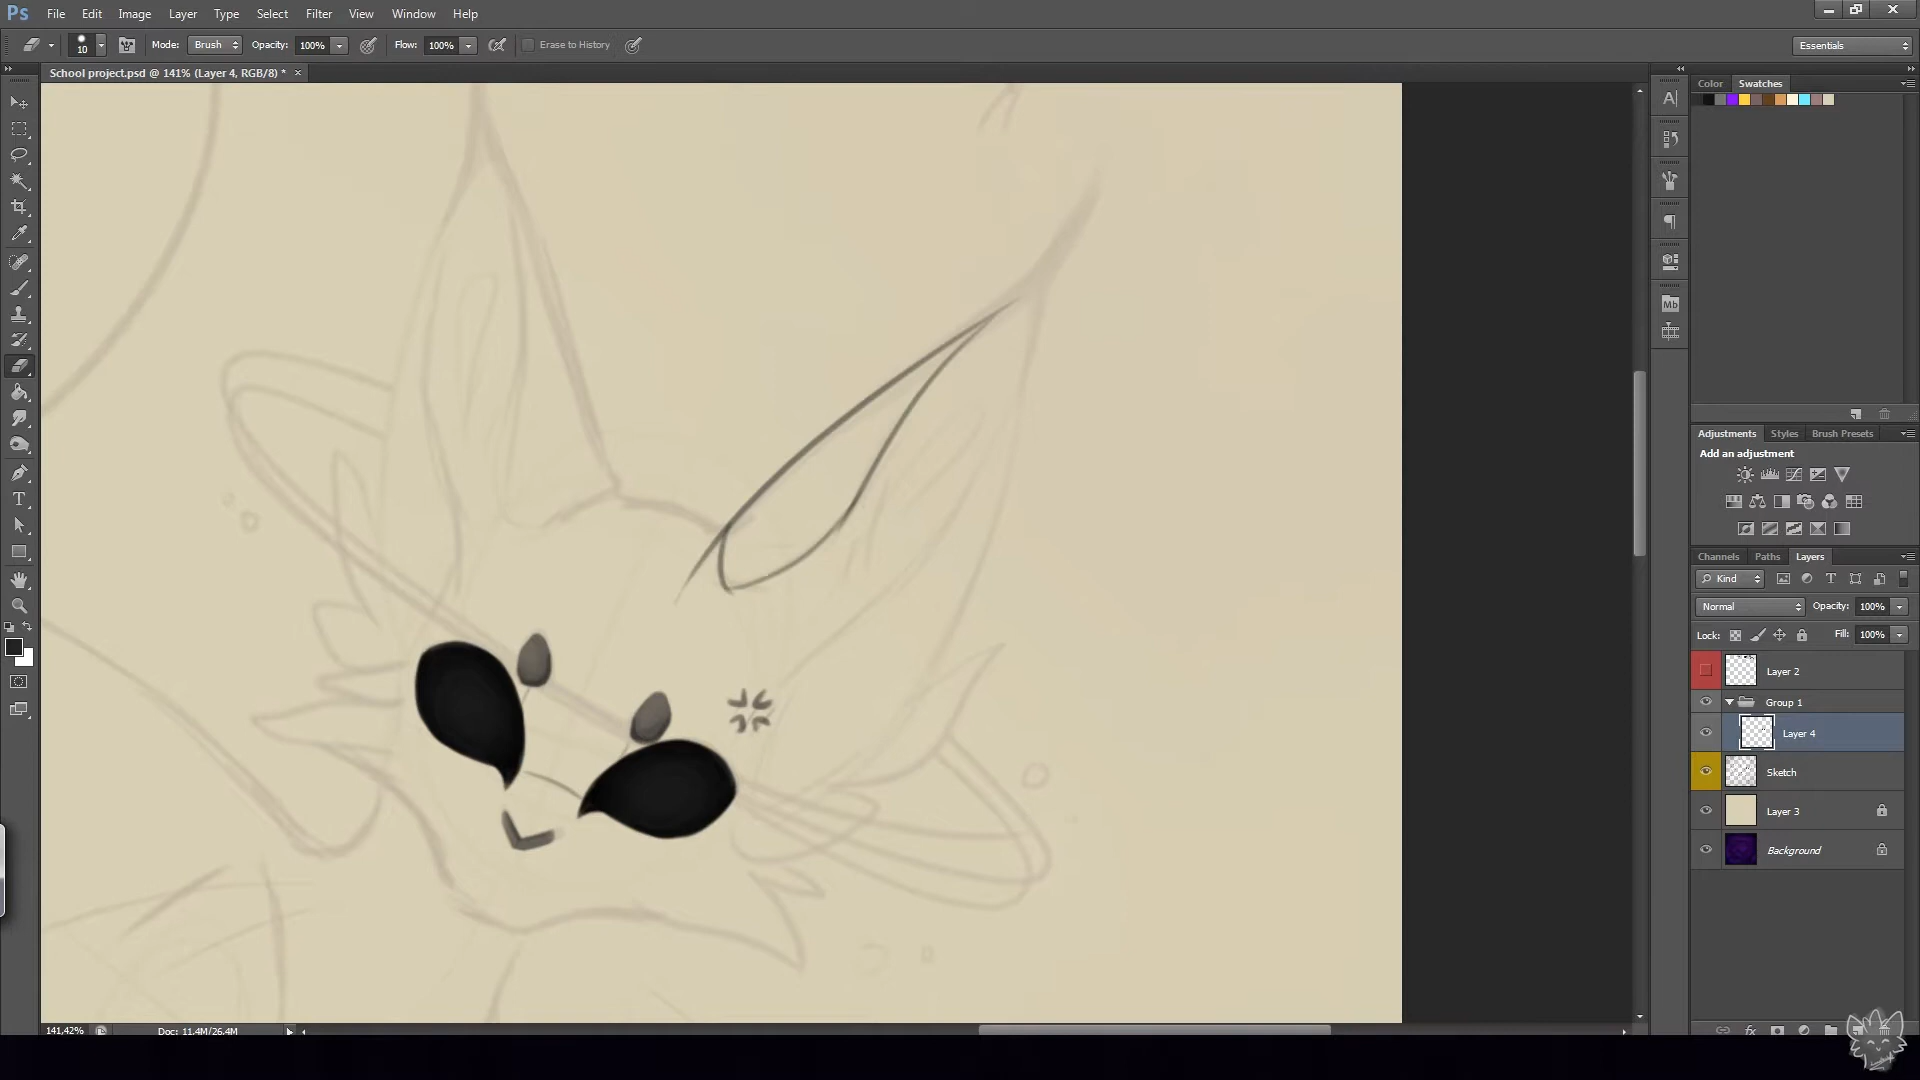 Ps File Edit Image Layer Type Select Filter View Window Help
10 Mode: Brush Opacity: 100% Flow: 100% Erase to History Essentials
School project.psd @ 141% (Layer 4, RGB/8) * ×
Color Swatches
A|
¶
Mb
T
Adjustments Styles Brush Presets
Add an adjustment
Channels Paths Layers
Kind T
Normal Opacity: 100%
Lock: Fill: 100%
Layer 2
Group 1
Layer 4
Sketch
Layer 3
Background
fx
141,42% Doc: 11,4M/26,4M